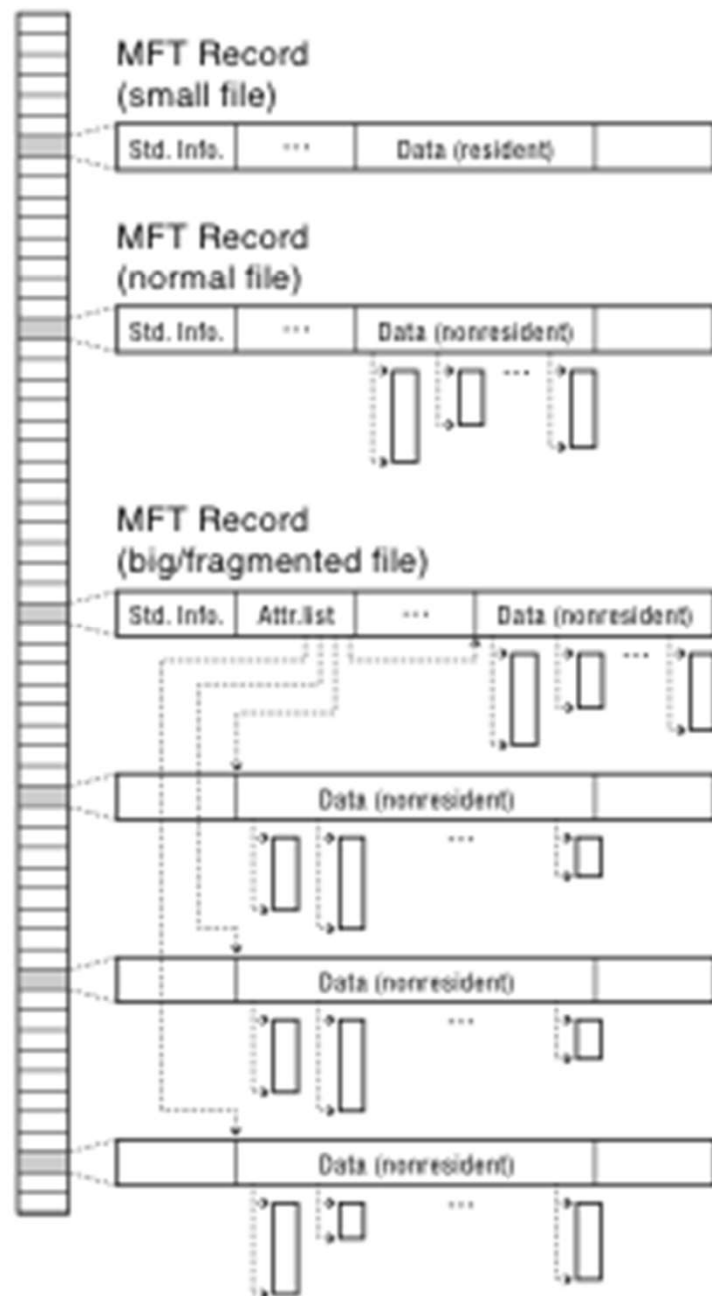 MFT Record
(small file)
Std. Info. ... Data (resident)
MFT Record
(normal file)
Std. Info. ... Data (nonresident)
...
MFT Record
(big/fragmented file)
Std. Info. Attr.list ... Data (nonresident)
...
Data (nonresident)
...
Data (nonresident)
...
Data (nonresident)
...